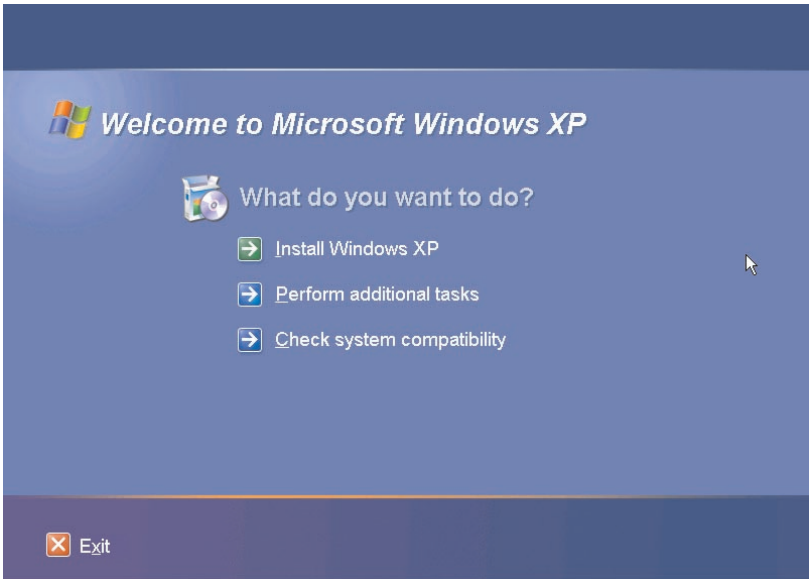 Welcome to Microsoft Windows XP
What do you want to do?
Install Windows XP
Perform additional tasks
Check system compatibility
Exit